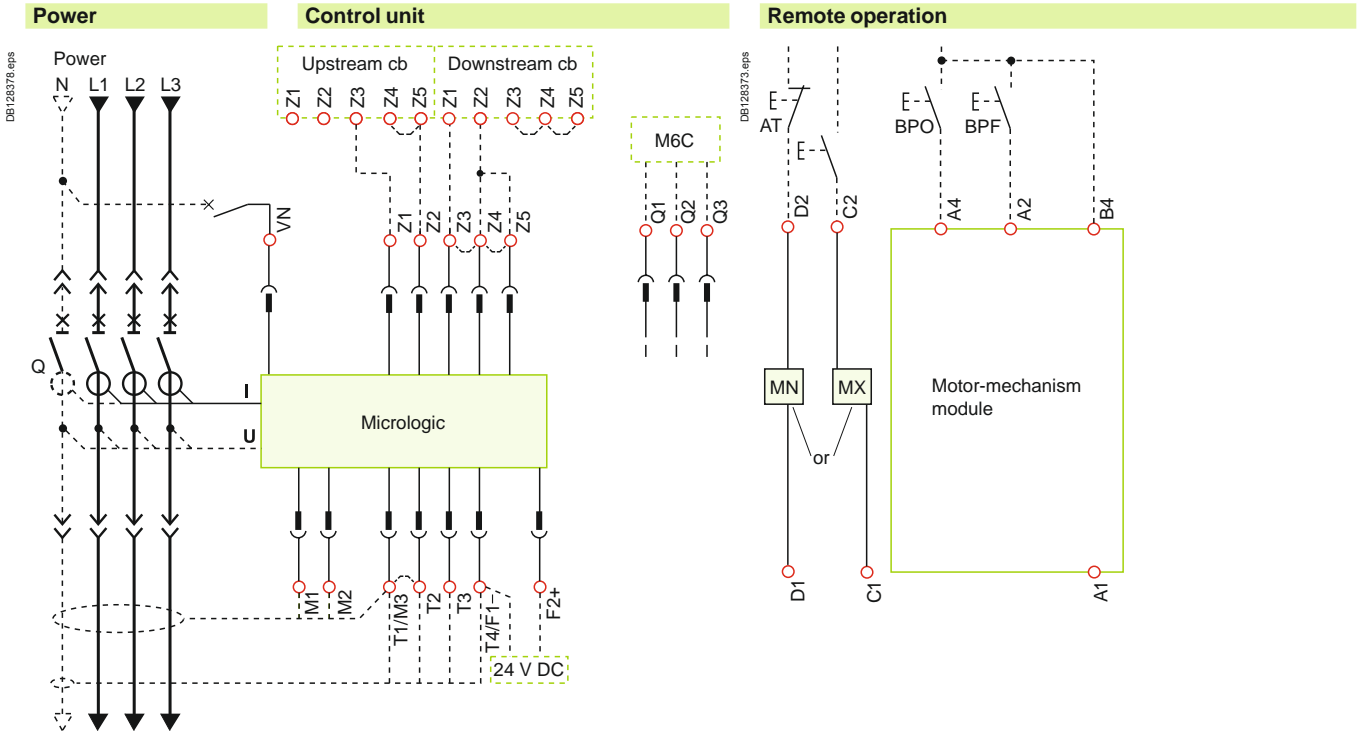 Power
Control unit
Remote operation
DB128378.eps
DB128373.eps
Power
N L1 L2 L3
Upstream cb
Downstream cb
Z1 Z2 Z3 Z4 Z5 Z1 Z2 Z3 Z4 Z5
M6C
AT
BPO
BPF
VN
Z1 Z2 Z3 Z4 Z5
Q1 Q2 Q3
D2 C2
A4 A2 B4
Q
I
U
Micrologic
MN
MX
or
Motor-mechanism
module
D1 C1
A1
M1 M2 T1/M3 T2 T3 T4/F1– F2+
24 V DC